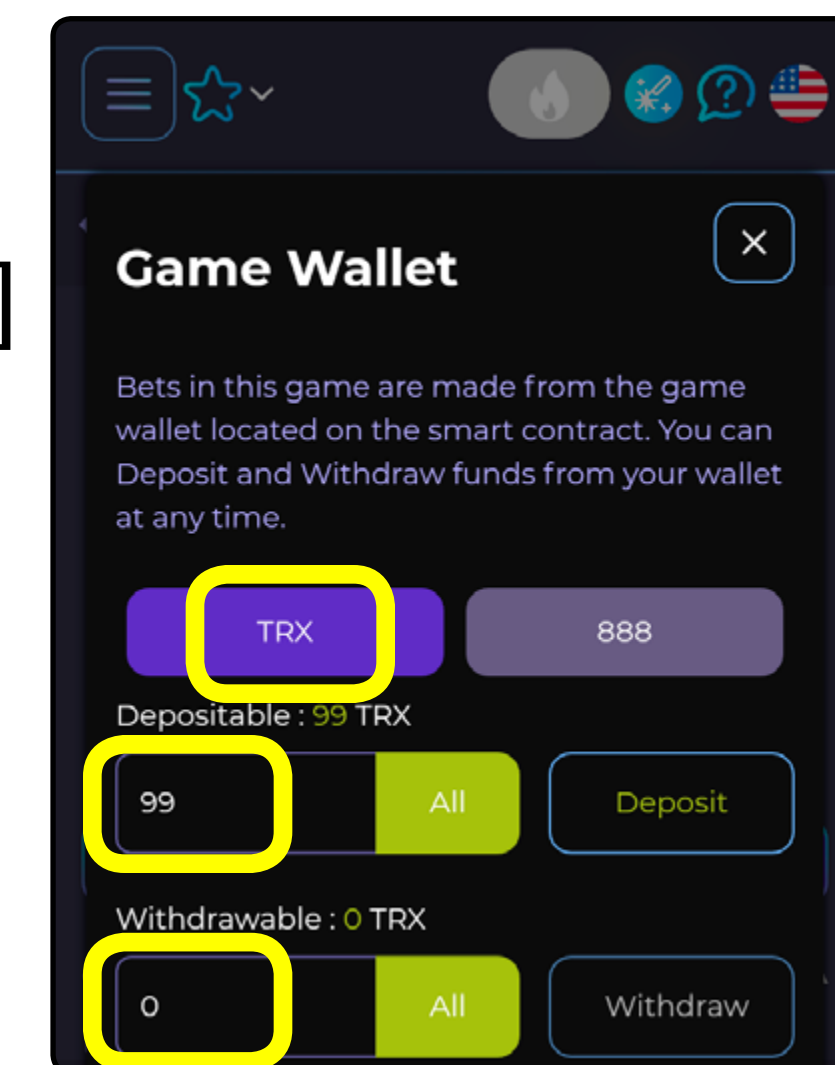 ]
Game Wallet
Bets in this game are made from the game
wallet located on the smart contract. You can
Deposit and Withdraw funds from your wallet
at any time.
TRX 888
Depositable : 99 TRX
99 All Deposit
Withdrawable : 0 TRX
0 All Withdraw